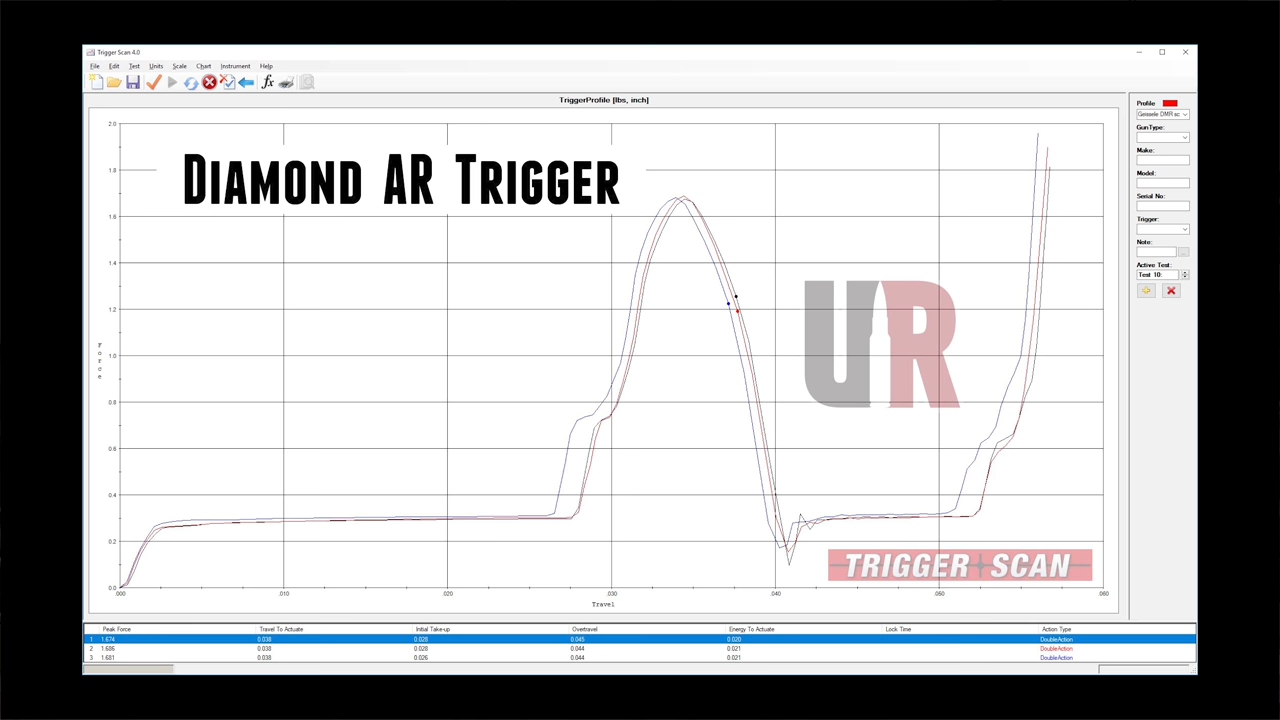 Trigger Scan 4.0
File Edit Test Units Scale Chart Instrument Help
fx
TriggerProfile [lbs, inch]
DIAMOND AR TRIGGER
UR
TRIGGER SCAN
2.0
1.8
1.6
1.4
1.2
1.0
0.8
0.6
0.4
0.2
0.0
Force
.000 .010 .020 .030 .040 .050 .060
Travel
Profile
Geissele DMR sc
GunType:
Make:
Model:
Serial No:
Trigger:
Note:
...
Active Test:
Test 10:
Peak Force Travel To Actuate Initial Take-up Overtravel Energy To Actuate Lock Time Action Type
1 1.674 0.038 0.028 0.045 0.020 DoubleAction
2 1.686 0.038 0.028 0.044 0.021 DoubleAction
3 1.681 0.038 0.026 0.044 0.021 DoubleAction